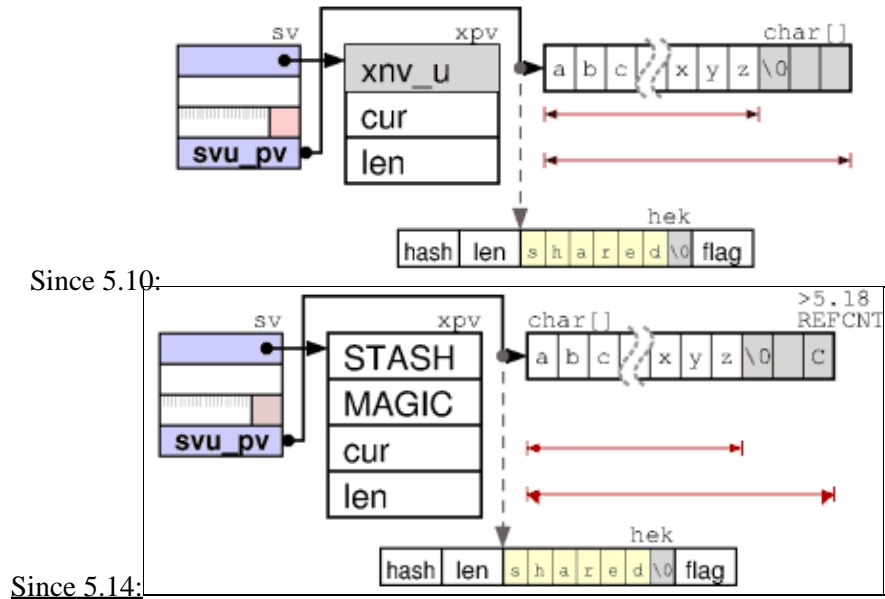 sv xpv char[]
xnv_u a b c x y z \0
cur
svu_pv len
hek
hash len s h a r e d \0 flag
Since 5.10:
>5.18
sv xpv char[] REFCNT
STASH a b c x y z \0 C
MAGIC
svu_pv cur
len
hek
hash len s h a r e d \0 flag
Since 5.14: